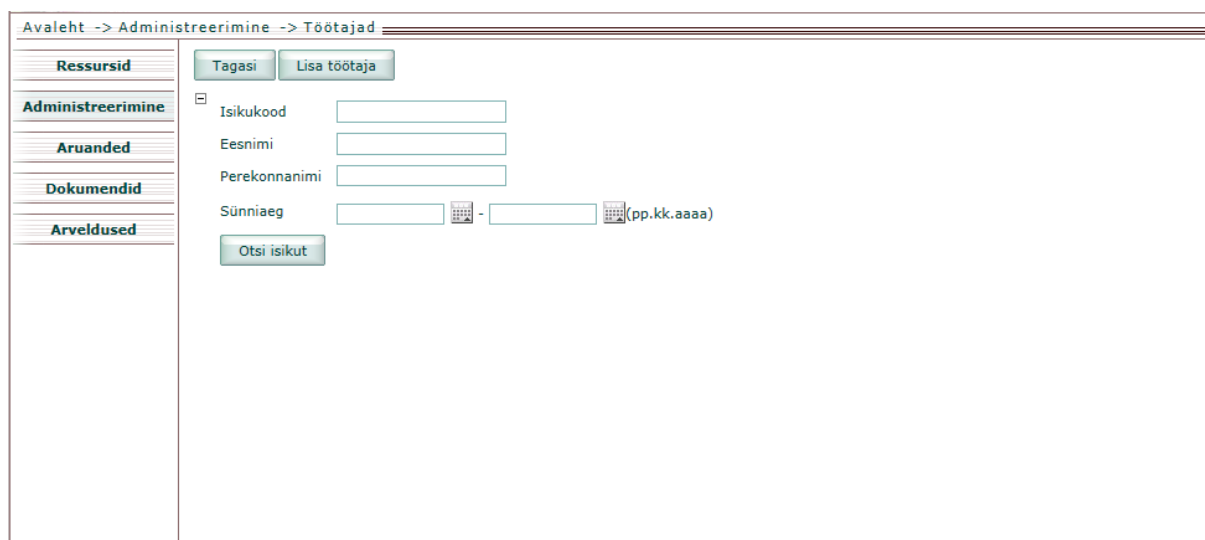 Avaleht -> Administreerimine -> Töötajad
Ressursid
Administreerimine
Aruanded
Dokumendid
Arveldused
Tagasi Lisa töötaja
Isikukood
Eesnimi
Perekonnanimi
Sünniaeg - (pp.kk.aaaa)
Otsi isikut